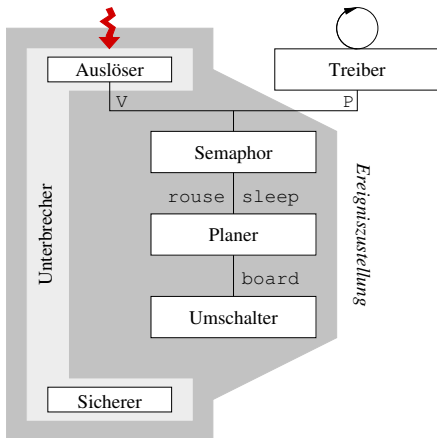 Auslöser
Treiber
V
P
Semaphor
rouse sleep
Planer
board
Umschalter
Sicherer
Unterbrecher
Ereigniszustellung